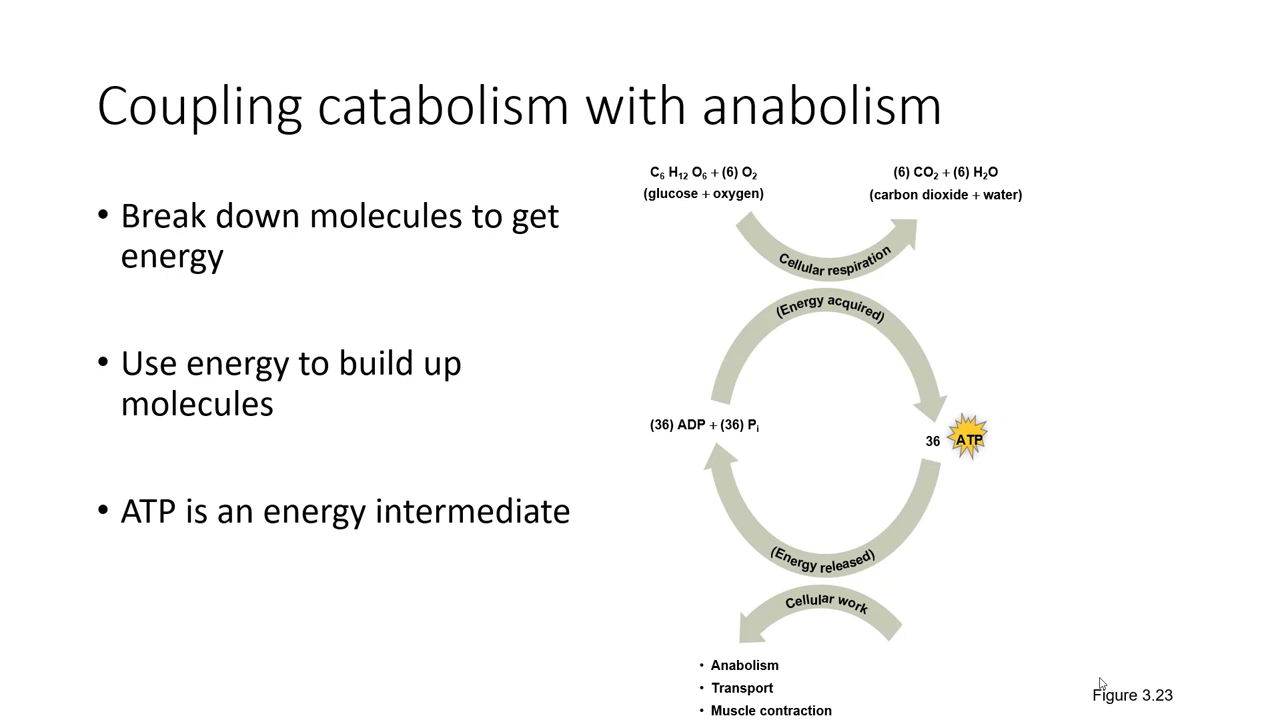 Coupling catabolism with anabolism
• Break down molecules to get
energy
• Use energy to build up
molecules
• ATP is an energy intermediate
C₆ H₁₂ O₆ + (6) O₂
(glucose + oxygen)
(6) CO₂ + (6) H₂O
(carbon dioxide + water)
Cellular respiration
(Energy acquired)
(36) ADP + (36) Pᵢ
36 ATP
(Energy released)
Cellular work
• Anabolism
• Transport
• Muscle contraction
Figure 3.23